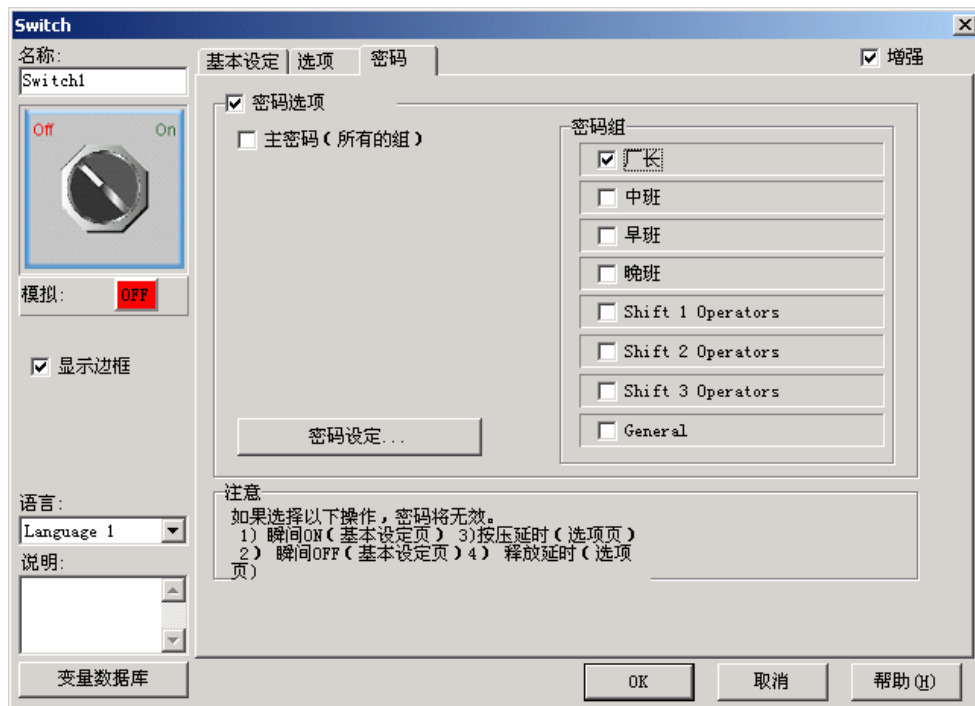 Switch
名称:
Switch1
Off On
模拟: OFF
显示边框
语言:
Language 1
说明:
变量数据库
基本设定 选项 密码
增强
密码选项
主密码(所有的组)
密码设定...
密码组
厂长
中班
早班
晚班
Shift 1 Operators
Shift 2 Operators
Shift 3 Operators
General
注意
如果选择以下操作,密码将无效。
1) 瞬间ON(基本设定页) 3)按压延时(选项页)
2) 瞬间OFF(基本设定页)4) 释放延时(选项
页)
OK 取消 帮助(H)